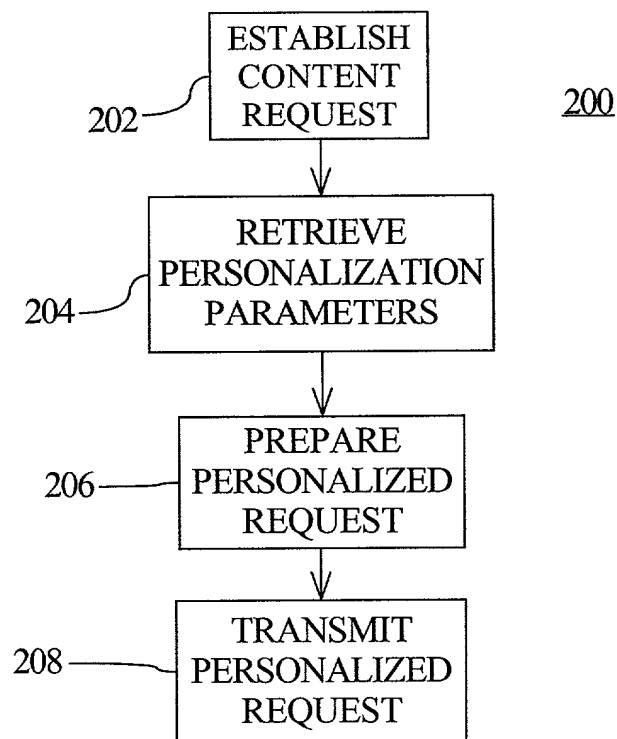 ESTABLISH
CONTENT
REQUEST
202
200
RETRIEVE
PERSONALIZATION
PARAMETERS
204
PREPARE
PERSONALIZED
REQUEST
206
TRANSMIT
PERSONALIZED
REQUEST
208